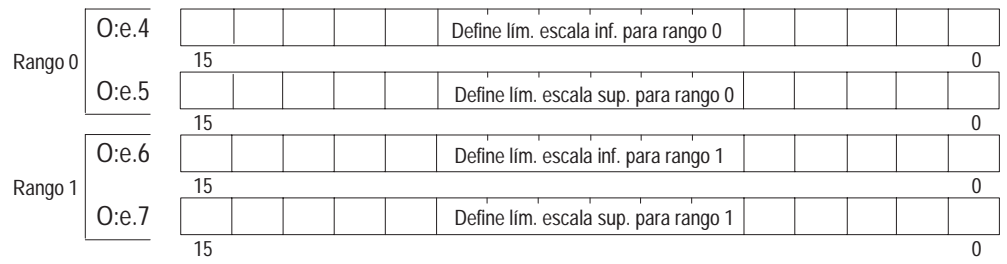 O:e.4 Define lím. escala inf. para rango 0
15 0
Rango 0
O:e.5 Define lím. escala sup. para rango 0
15 0
O:e.6 Define lím. escala inf. para rango 1
15 0
Rango 1
O:e.7 Define lím. escala sup. para rango 1
15 0